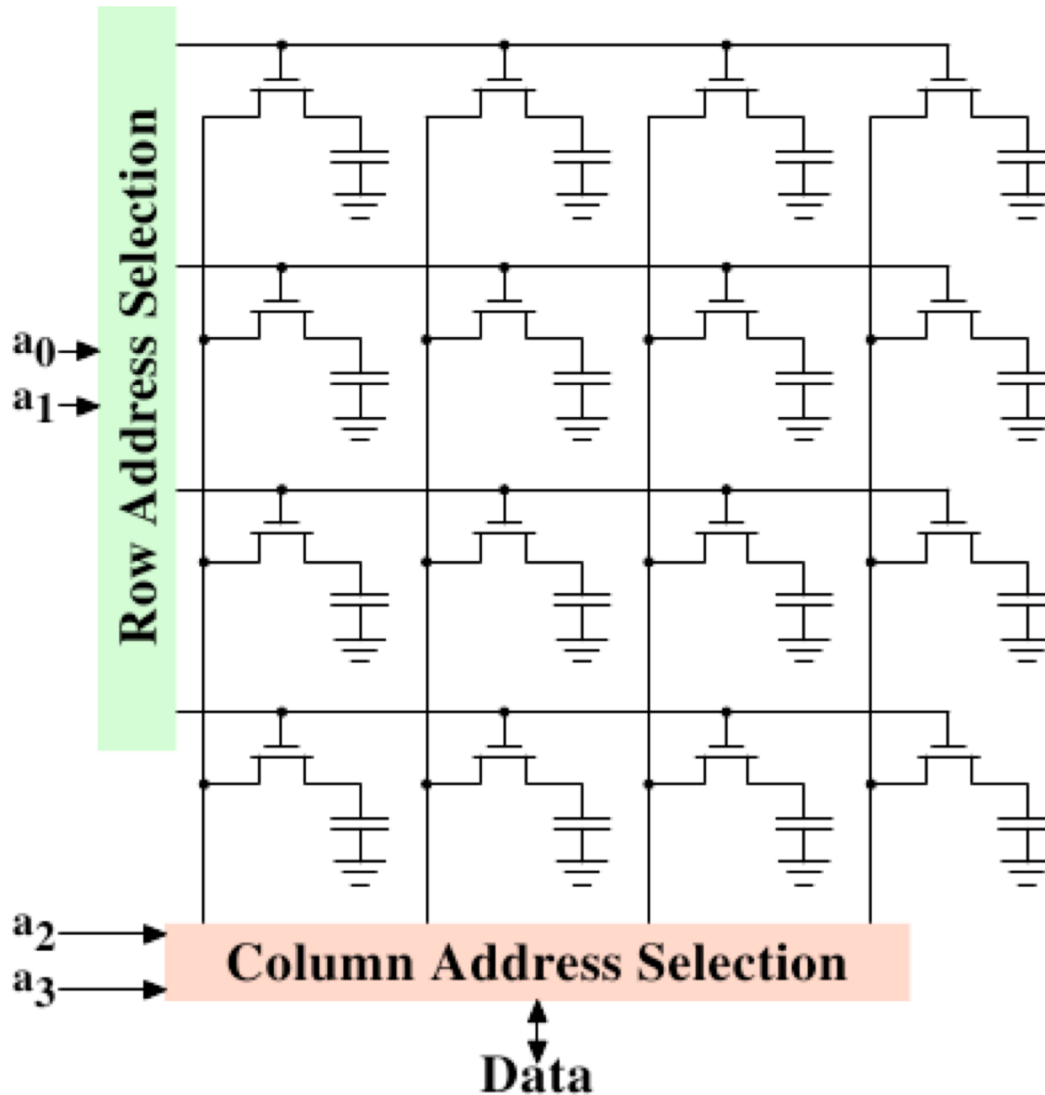 Row Address Selection
a0
a1
a2
a3
Column Address Selection
Data